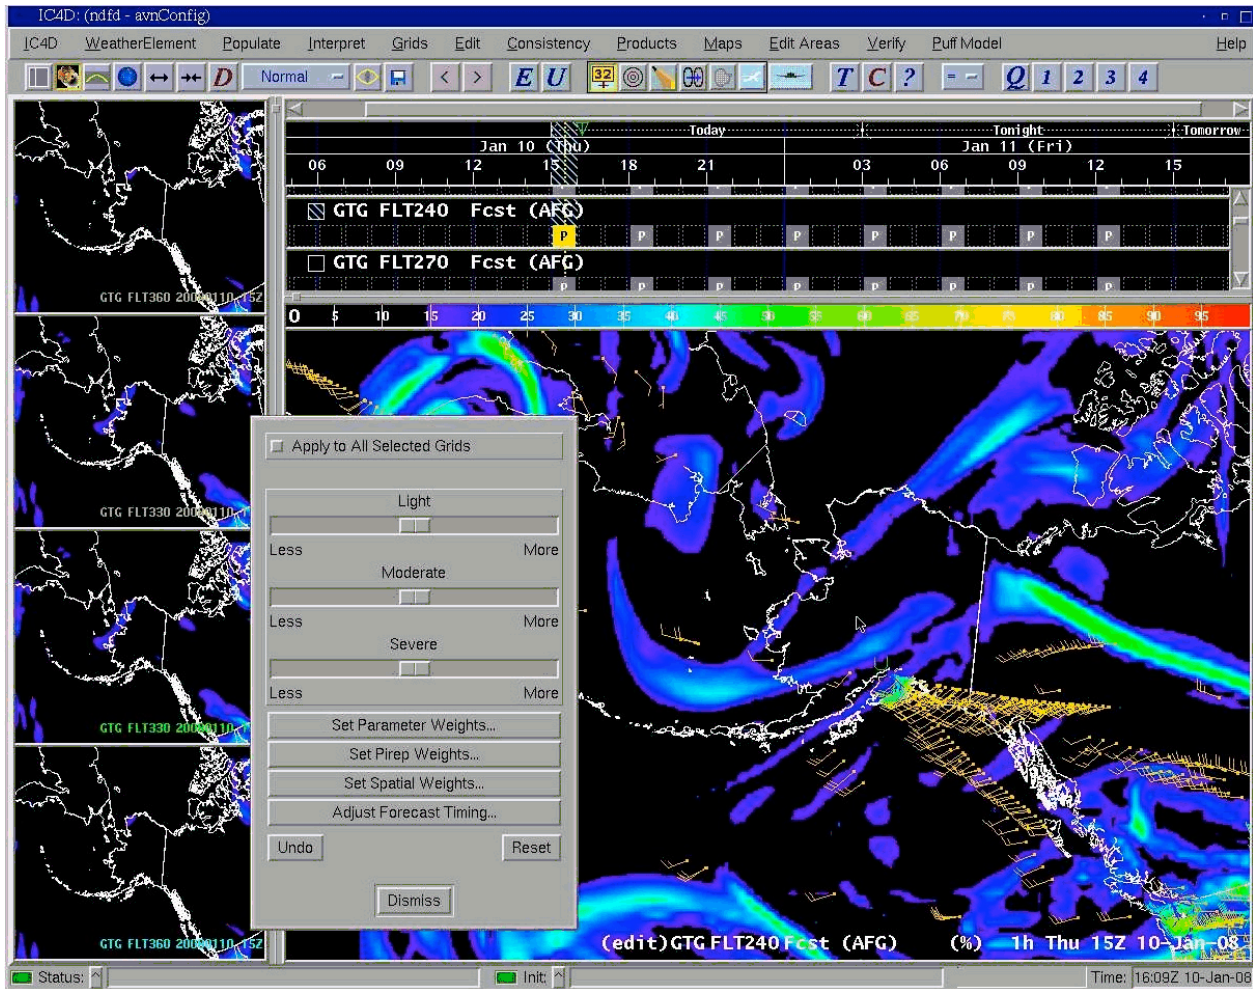 IC4D: (ndfd - avnConfig)
IC4D WeatherElement Populate Interpret Grids Edit Consistency Products Maps Edit Areas Verify Puff Model Help
D Normal < > E U 32 T C ? = Q 1 2 3 4
Today Tonight Tomorrow
Jan 10 (Thu) Jan 11 (Fri)
06 09 12 15 18 21 03 06 09 12 15
GTG FLT240 Fcst (AFG)
P P P P P P P P
GTG FLT270 Fcst (AFG)
P P P P P P P P
0 5 10 15 20 25 30 35 40 45 50 55 60 65 70 75 80 85 90 95
GTG FLT360 20080110 15Z
GTG FLT330
GTG FLT330
GTG FLT360 20080110 15Z
Apply to All Selected Grids
Light
Less More
Moderate
Less More
Severe
Less More
Set Parameter Weights...
Set Pirep Weights...
Set Spatial Weights...
Adjust Forecast Timing...
Undo Reset
Dismiss
(edit)GTG FLT240 Fcst (AFG) (%) 1h Thu 15Z 10-Jan-08
Status: Init: Time: 16:09Z 10-Jan-08